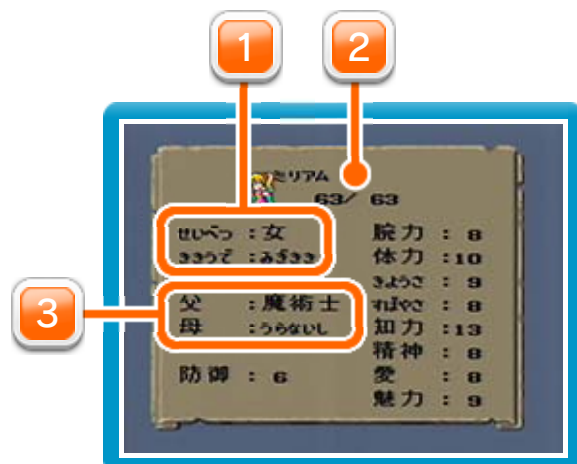 1
2
ミリアム
63/ 63
せいべつ : 女
ききうで : みぎきき
3
父 : 魔術士
母 : うらないし
防御 : 6
腕力 : 8
体力 : 10
きようさ : 9
すばやさ : 8
知力 : 13
精神 : 8
愛 : 8
魅力 : 9